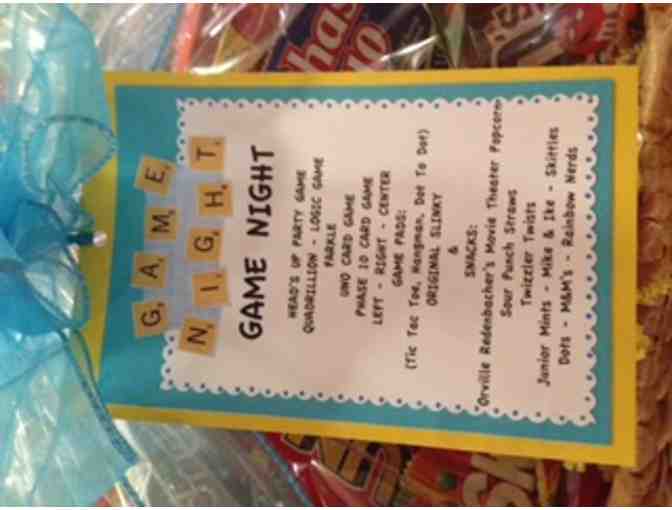 GAME
NIGHT
GAME NIGHT
HEAD'S UP PARTY GAME
QUADRILLION - LOGIC GAME
FARKLE
UNO CARD GAME
PHASE 10 CARD GAME
LEFT - RIGHT - CENTER
GAME PADS:
(Tic Tac Toe, Hangman, Dot To Dot)
ORIGINAL SLINKY
&
SNACKS:
Orville Redenbacher's Movie Theater Popcorn
Sour Punch Straws
Twizzler Twists
Junior Mints - Mike & Ike - Skittles
Dots - M&M's - Rainbow Nerds